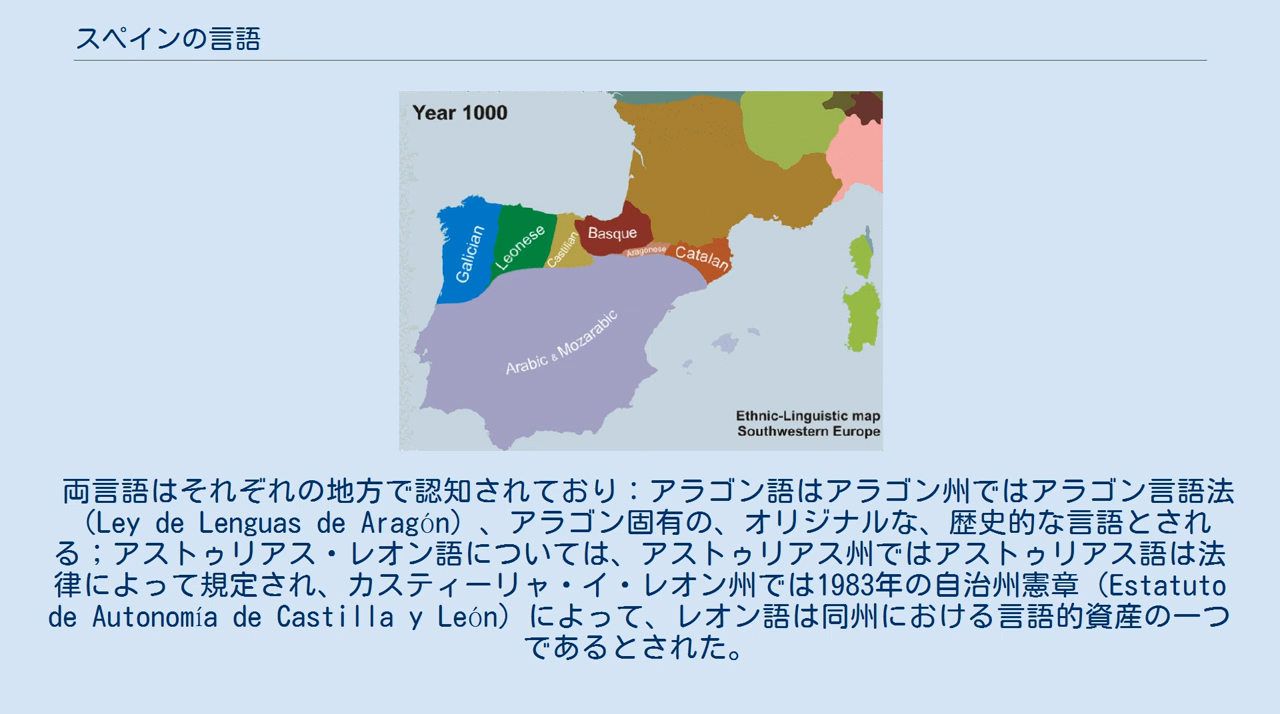 スペインの言語
Year 1000
Galician
Leonese
Castilian
Basque
Aragonese
Catalan
Arabic & Mozarabic
Ethnic-Linguistic map
Southwestern Europe
両言語はそれぞれの地方で認知されており：アラゴン語はアラゴン州ではアラゴン言語法
（Ley de Lenguas de Aragón）、アラゴン固有の、オリジナルな、歴史的な言語とされ
る；アストゥリアス・レオン語については、アストゥリアス州ではアストゥリアス語は法
律によって規定され、カスティーリャ・イ・レオン州では1983年の自治州憲章（Estatuto
de Autonomía de Castilla y León）によって、レオン語は同州における言語的資産の一つ
であるとされた。